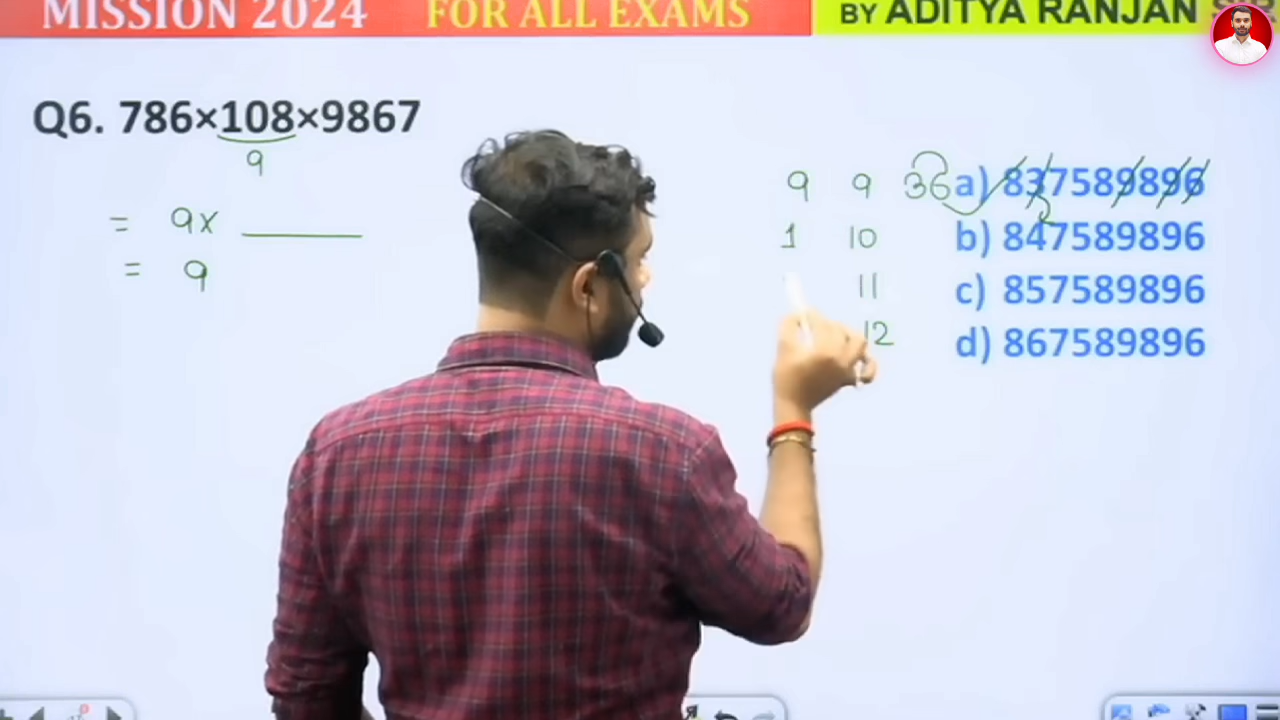 MISSION 2024 FOR ALL EXAMS BY ADITYA RANJAN
Q6. 786×108×9867
9
= 9×
= 9
9 9 36 a) 837589896
1 10 b) 847589896
11 c) 857589896
12 d) 867589896